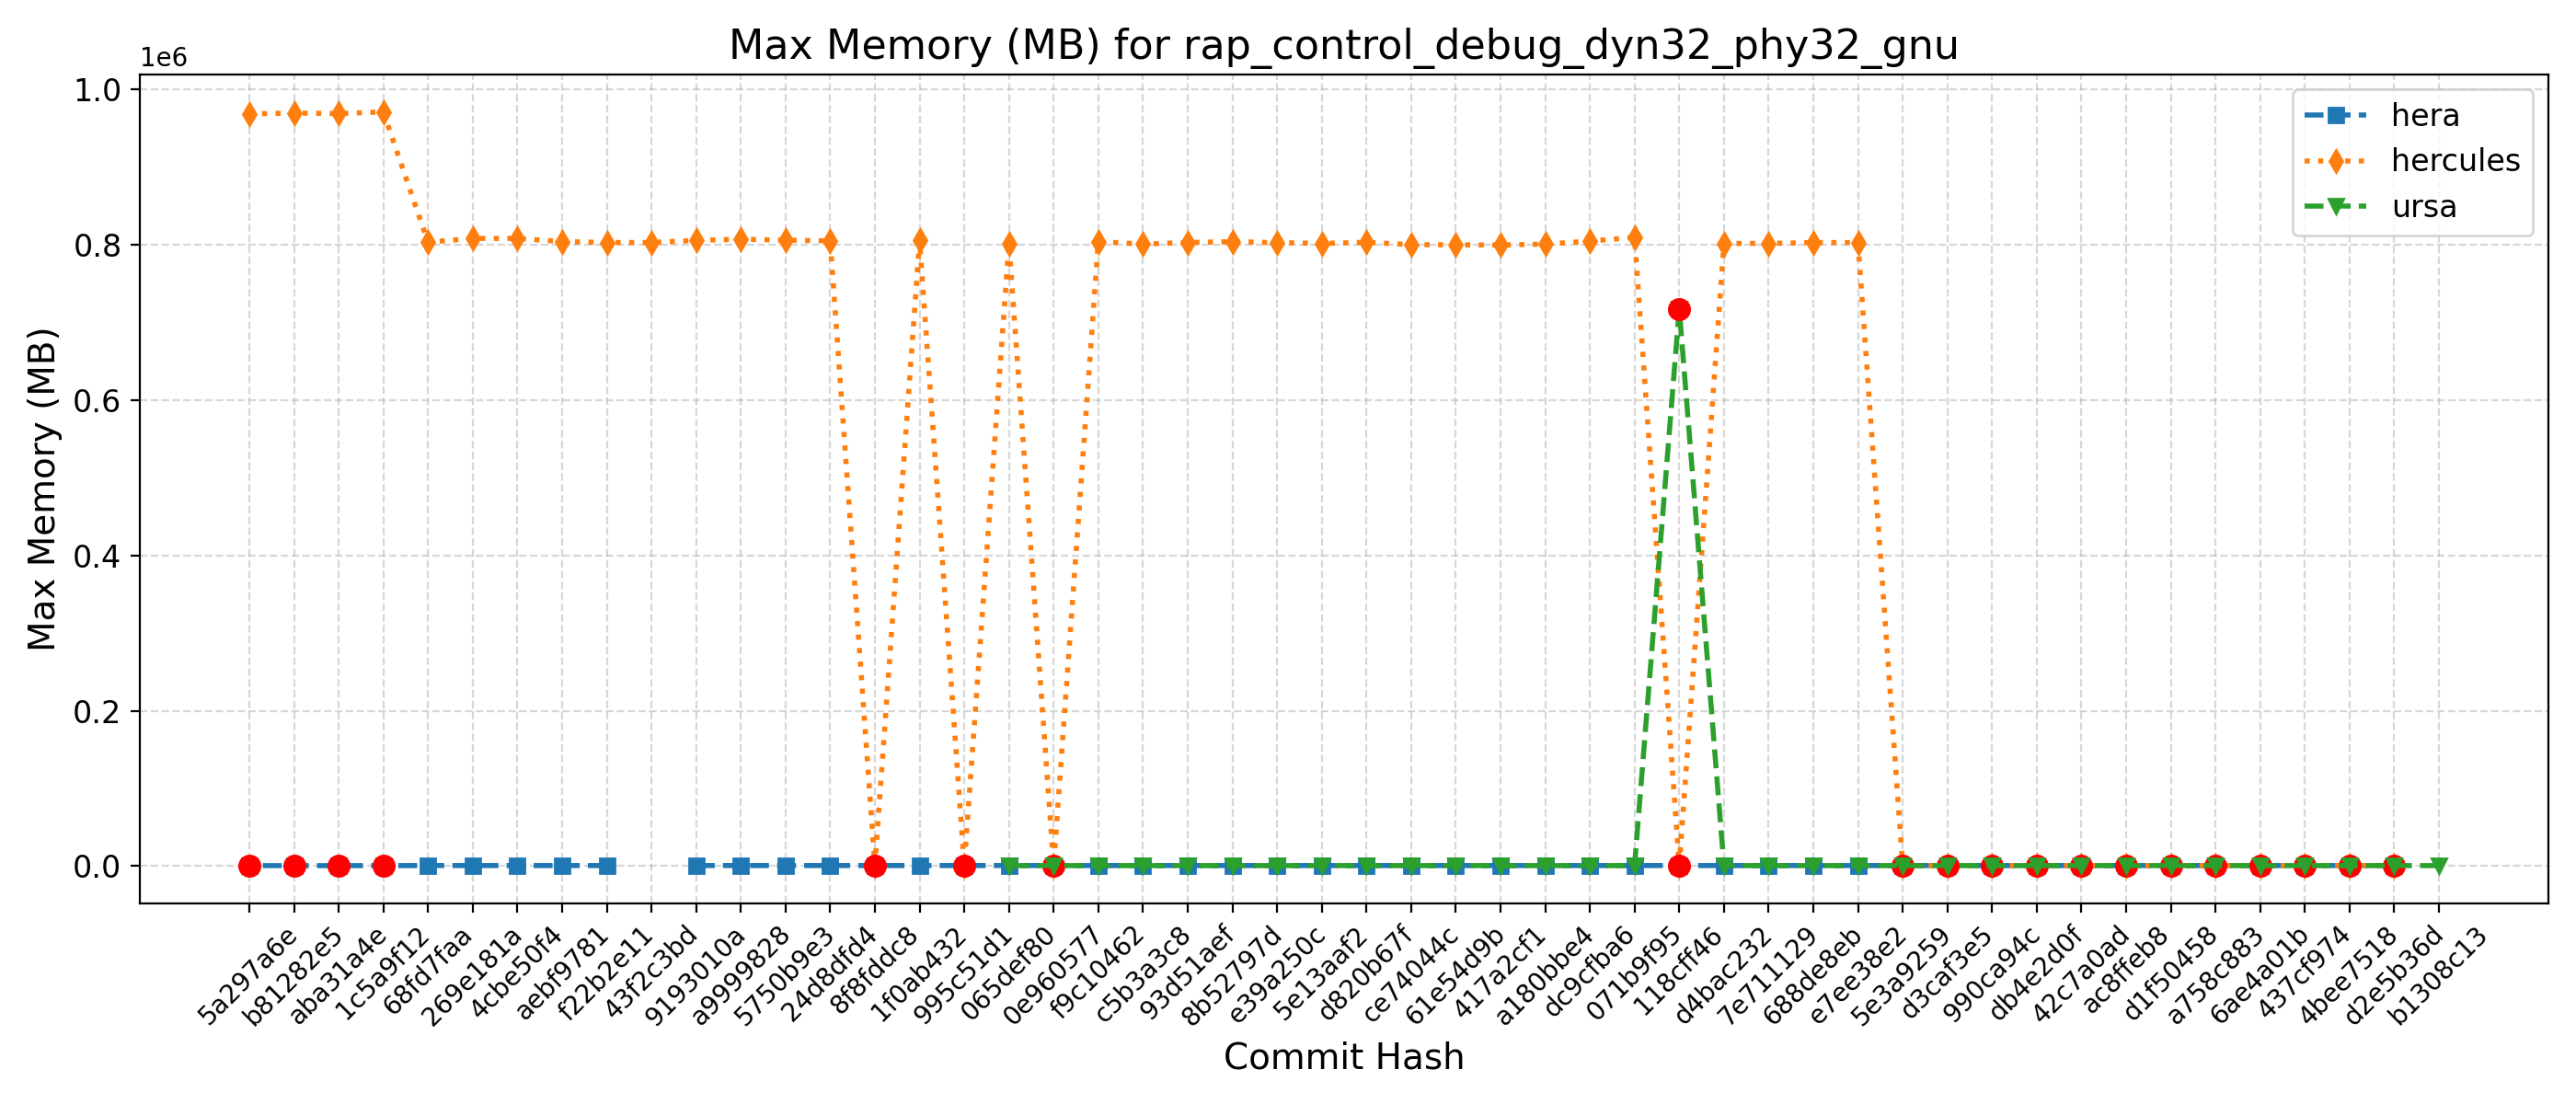 Max Memory (MB) for rap_control_debug_dyn32_phy32_gnu
1e6
1.0
0.8
0.6
0.4
0.2
0.0
Max Memory (MB)
hera
hercules
ursa
5a297a6e
b81282e5
aba31a4e
1c5a9f12
68fd7faa
269e181a
4cbe50f4
aebf9781
f22b2e11
43f2c3bd
9193010a
a9999828
5750b9e3
24d8dfd4
8f8fddc8
1f0ab432
995c51d1
065def80
0e960577
f9c10462
c5b3a3c8
93d51aef
8b52797d
e39a250c
5e13aaf2
d820b67f
ce74044c
61e54d9b
417a2cf1
a180bbe4
dc9cfba6
071b9f95
118cff46
d4bac232
7e711129
688de8eb
e7ee38e2
5e3a9259
d3caf3e5
990ca94c
db4e2d0f
42c7a0ad
ac8ffeb8
d1f50458
a758c883
6ae4a01b
437cf974
4bee7518
d2e5b36d
b1308c13
Commit Hash